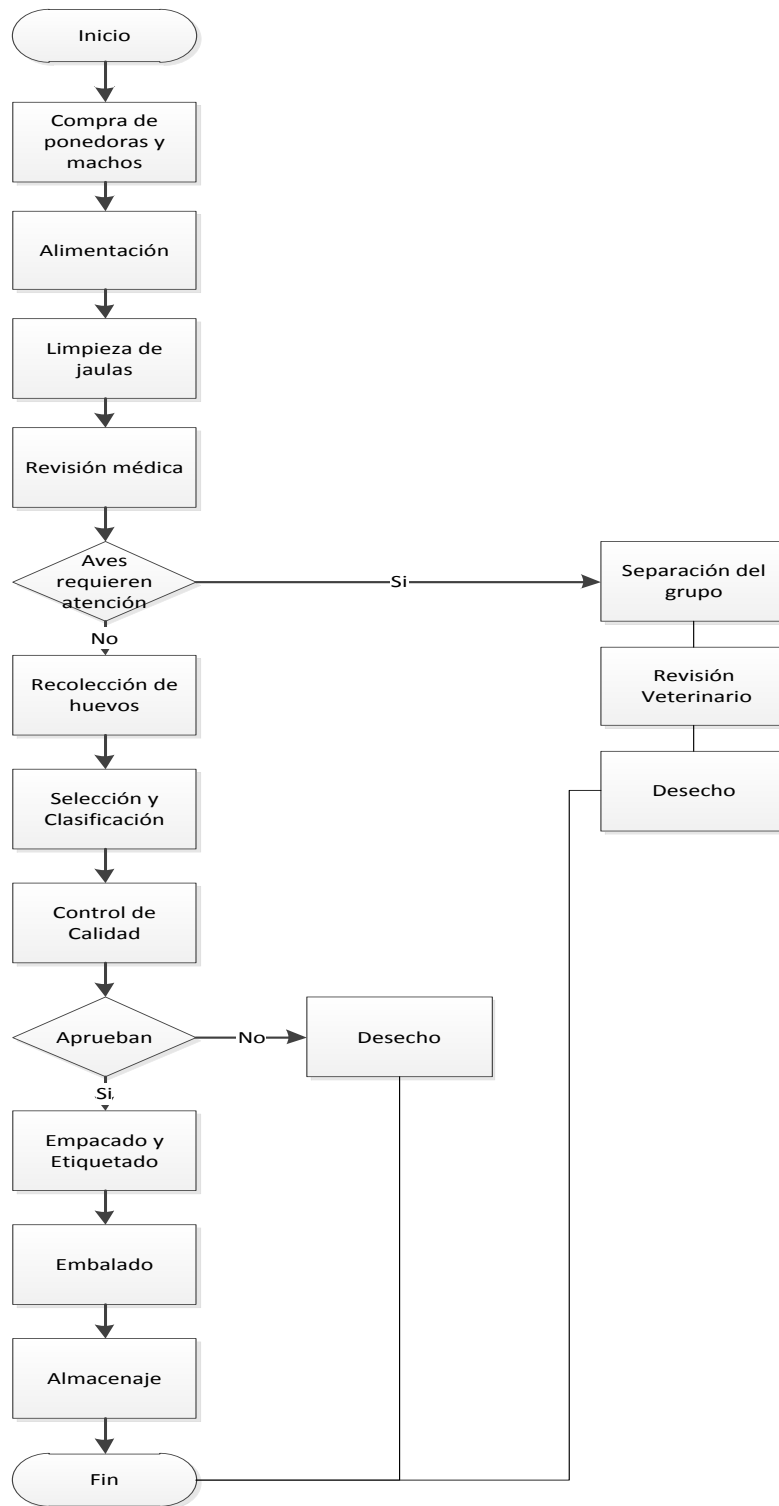 Inicio
Compra de
ponedoras y
machos
Alimentación
Limpieza de
jaulas
Revisión médica
Aves
requieren
atención
Si
Separación del
grupo
Revisión
Veterinario
Desecho
No
Recolección de
huevos
Selección y
Clasificación
Control de
Calidad
Aprueban
No
Desecho
Si
Empacado y
Etiquetado
Embalado
Almacenaje
Fin